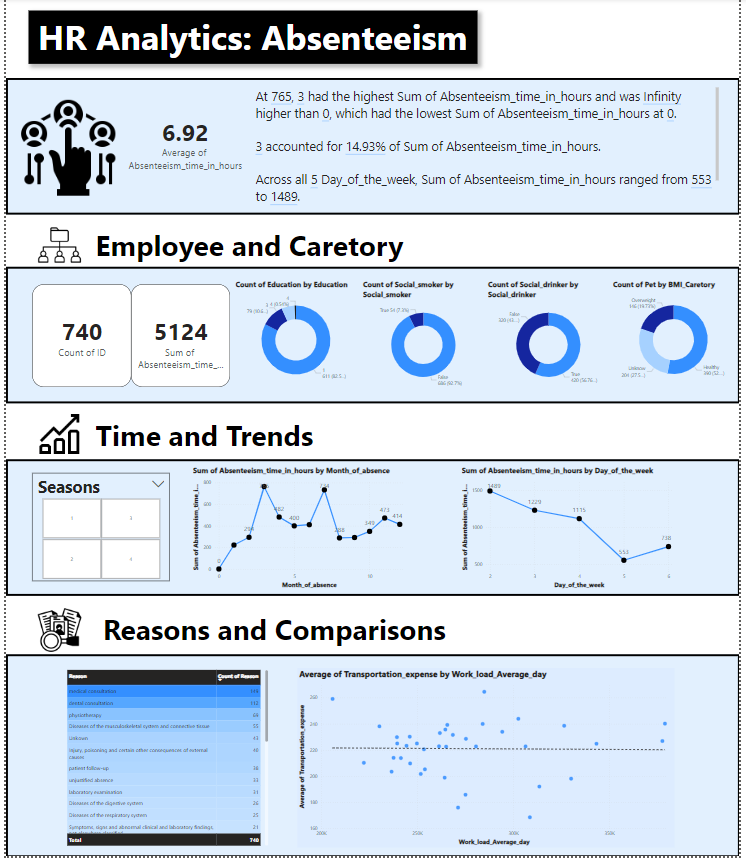 HR Analytics: Absenteeism
6.92
Average of
Absenteeism_time_in_hours
At 765, 3 had the highest Sum of Absenteeism_time_in_hours and was Infinity
higher than 0, which had the lowest Sum of Absenteeism_time_in_hours at 0.
3 accounted for 14.93% of Sum of Absenteeism_time_in_hours.
Across all 5 Day_of_the_week, Sum of Absenteeism_time_in_hours ranged from 553
to 1489.
Employee and Caretory
740
Count of ID
5124
Sum of
Absenteeism_time_...
Count of Education by Education
3
79 (10.6...)
4 (0.54%)
1
611 (82.5...)
Count of Social_smoker by
Social_smoker
True 54 (7.3%)
False
686 (92.7%)
Count of Social_drinker by
Social_drinker
False
320 (43....)
True
420 (56.76...)
Count of Pet by BMI_Caretory
Overweight
146 (19.73%)
Unknow
204 (27.5...)
Healthy
390 (52....)
Time and Trends
Seasons
1
3
2
4
Sum of Absenteeism_time_in_hours by Month_of_absence
Sum of Absenteeism_time_i...
800
600
400
200
0
0
482
400
288
349
473
414
0
5
10
Month_of_absence
Sum of Absenteeism_time_in_hours by Day_of_the_week
Sum of Absenteeism_time_i...
1500
1000
500
1489
1229
1115
553
738
2
3
4
5
6
Day_of_the_week
Reasons and Comparisons
Reason
Count of Reason
medical consultation
dental consultation
112
physiotherapy
69
Diseases of the musculoskeletal system and connective tissue
55
Unkown
43
Injury, poisoning and certain other consequences of external
causes
40
patient follow-up
38
unjustified absence
33
laboratory examination
31
Diseases of the digestive system
26
Diseases of the respiratory system
25
Symptoms, signs and abnormal clinical and laboratory findings,
21
Total
740
Average of Transportation_expense by Work_load_Average_day
Average of Transportation_expense
260
240
220
200
180
160
200K
250K
300K
350K
Work_load_Average_day